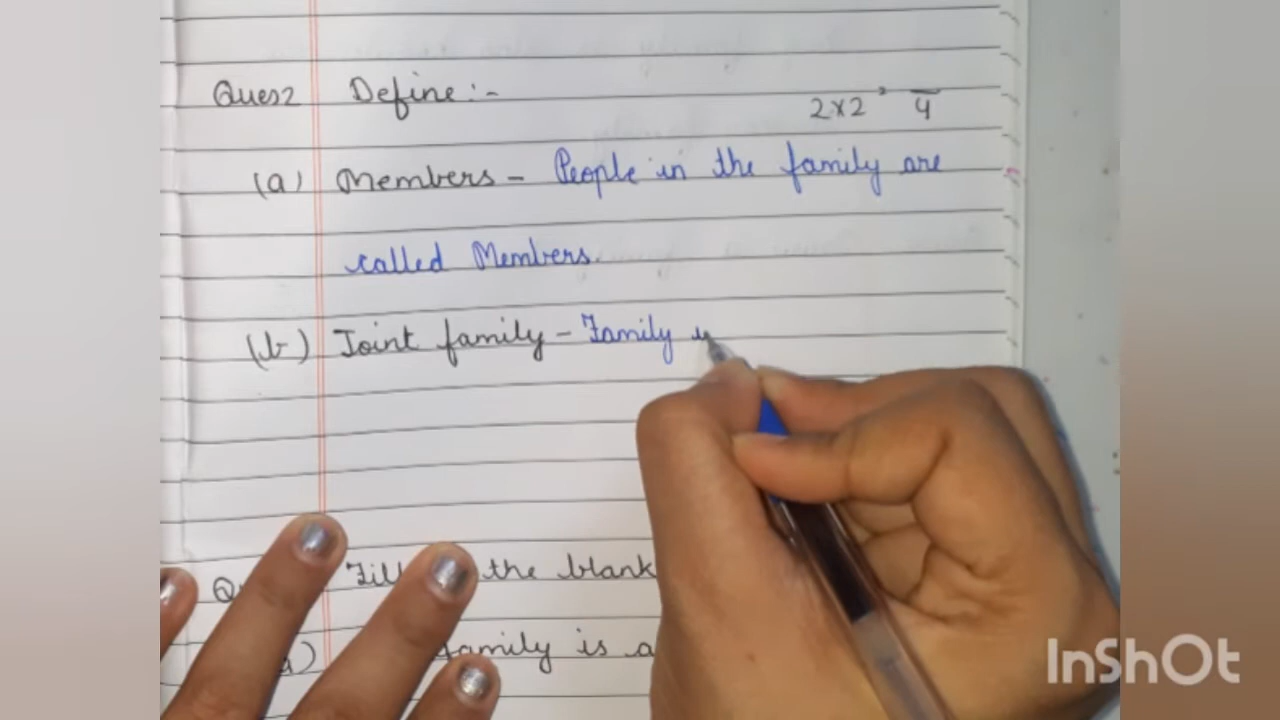 Ques2 Define :-
2x2 = 4
(a) Members - People in the family are
called Members.
(b) Joint family - Family
Fill the blank
family is a
InShOt